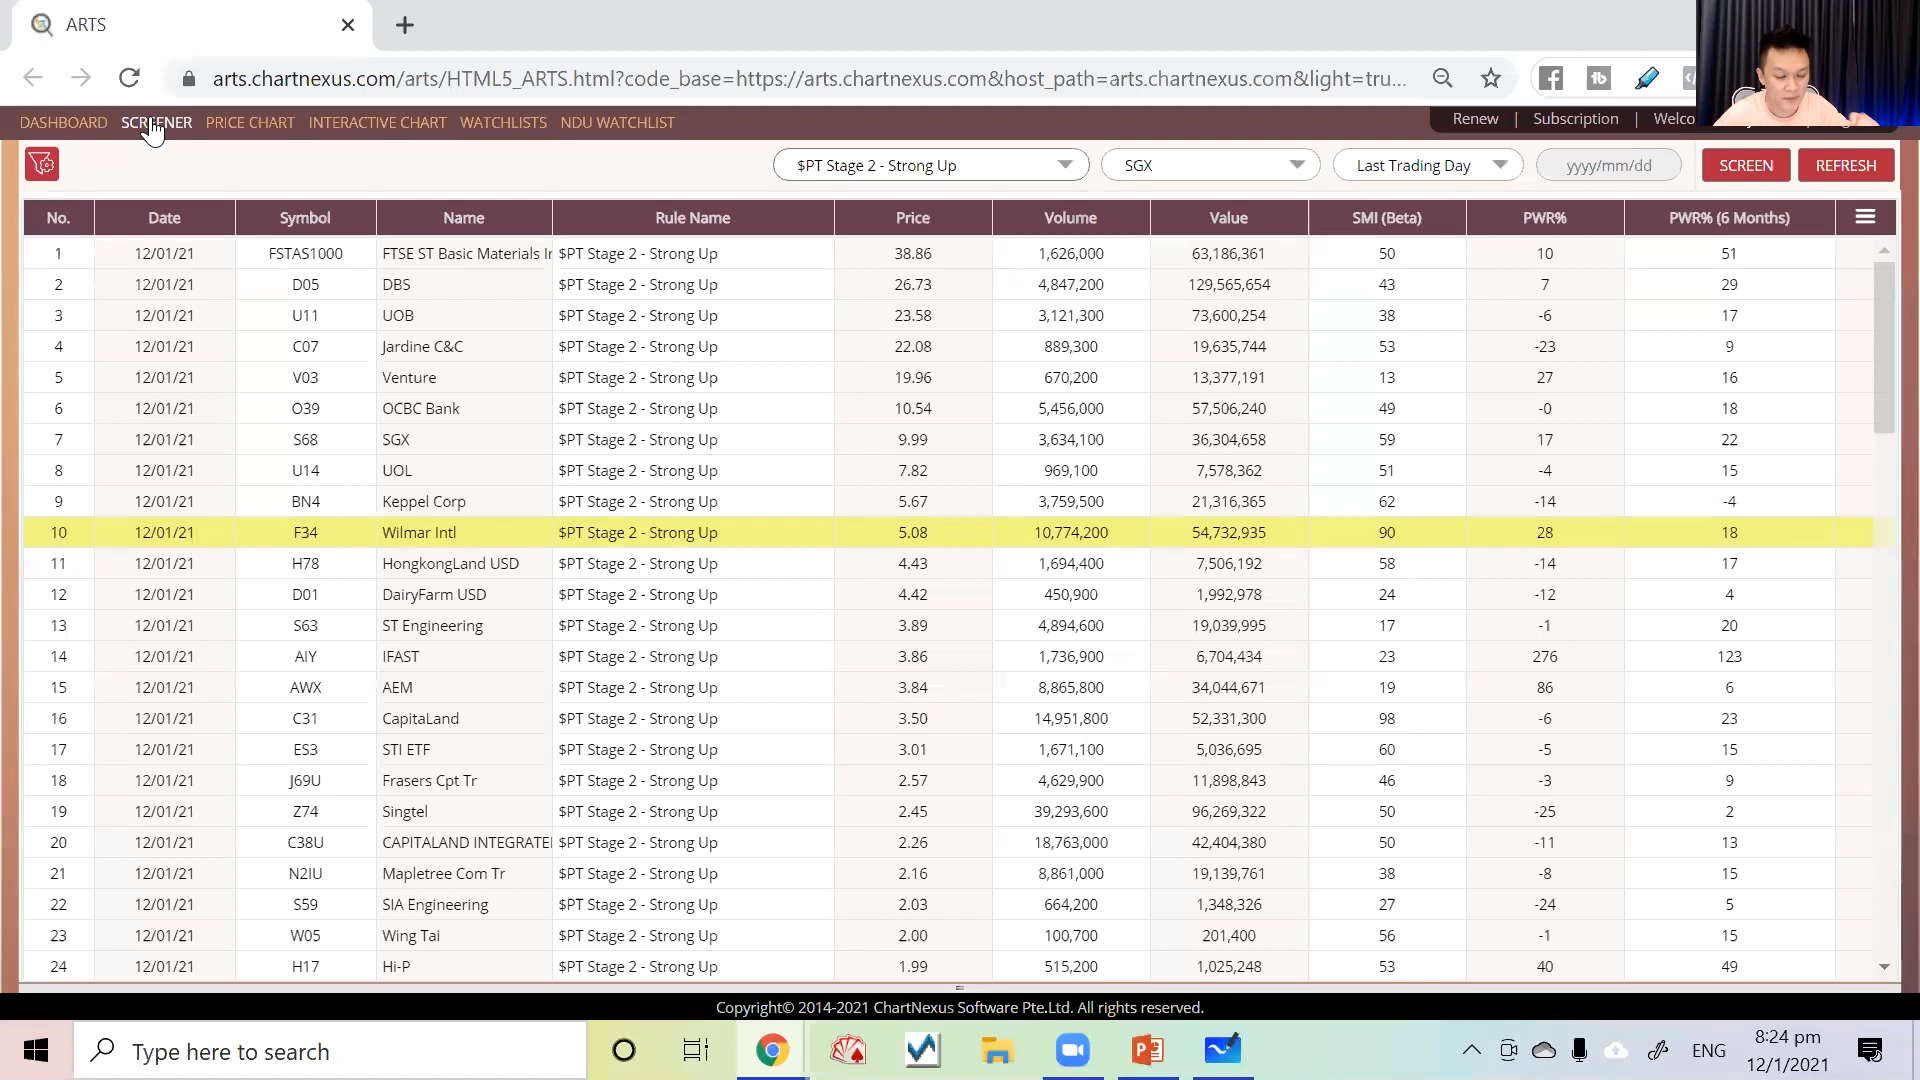 ARTS
arts.chartnexus.com/arts/HTML5_ARTS.html?code_base=https://arts.chartnexus.com&host_path=arts.chartnexus.com&light=tru...
DASHBOARD SCREENER PRICE CHART INTERACTIVE CHART WATCHLISTS NDU WATCHLIST Renew | Subscription | Welco
$PT Stage 2 - Strong Up SGX Last Trading Day yyyy/mm/dd SCREEN REFRESH
No. Date Symbol Name Rule Name Price Volume Value SMI (Beta) PWR% PWR% (6 Months)
1 12/01/21 FSTAS1000 FTSE ST Basic Materials Ir $PT Stage 2 - Strong Up 38.86 1,626,000 63,186,361 50 10 51
2 12/01/21 D05 DBS $PT Stage 2 - Strong Up 26.73 4,847,200 129,565,654 43 7 29
3 12/01/21 U11 UOB $PT Stage 2 - Strong Up 23.58 3,121,300 73,600,254 38 -6 17
4 12/01/21 C07 Jardine C&C $PT Stage 2 - Strong Up 22.08 889,300 19,635,744 53 -23 9
5 12/01/21 V03 Venture $PT Stage 2 - Strong Up 19.96 670,200 13,377,191 13 27 16
6 12/01/21 O39 OCBC Bank $PT Stage 2 - Strong Up 10.54 5,456,000 57,506,240 49 -0 18
7 12/01/21 S68 SGX $PT Stage 2 - Strong Up 9.99 3,634,100 36,304,658 59 17 22
8 12/01/21 U14 UOL $PT Stage 2 - Strong Up 7.82 969,100 7,578,362 51 -4 15
9 12/01/21 BN4 Keppel Corp $PT Stage 2 - Strong Up 5.67 3,759,500 21,316,365 62 -14 -4
10 12/01/21 F34 Wilmar Intl $PT Stage 2 - Strong Up 5.08 10,774,200 54,732,935 90 28 18
11 12/01/21 H78 HongkongLand USD $PT Stage 2 - Strong Up 4.43 1,694,400 7,506,192 58 -14 17
12 12/01/21 D01 DairyFarm USD $PT Stage 2 - Strong Up 4.42 450,900 1,992,978 24 -12 4
13 12/01/21 S63 ST Engineering $PT Stage 2 - Strong Up 3.89 4,894,600 19,039,995 17 -1 20
14 12/01/21 AIY IFAST $PT Stage 2 - Strong Up 3.86 1,736,900 6,704,434 23 276 123
15 12/01/21 AWX AEM $PT Stage 2 - Strong Up 3.84 8,865,800 34,044,671 19 86 6
16 12/01/21 C31 CapitaLand $PT Stage 2 - Strong Up 3.50 14,951,800 52,331,300 98 -6 23
17 12/01/21 ES3 STI ETF $PT Stage 2 - Strong Up 3.01 1,671,100 5,036,695 60 -5 15
18 12/01/21 J69U Frasers Cpt Tr $PT Stage 2 - Strong Up 2.57 4,629,900 11,898,843 46 -3 9
19 12/01/21 Z74 Singtel $PT Stage 2 - Strong Up 2.45 39,293,600 96,269,322 50 -25 2
20 12/01/21 C38U CAPITALAND INTEGRATE $PT Stage 2 - Strong Up 2.26 18,763,000 42,404,380 50 -11 13
21 12/01/21 N2IU Mapletree Com Tr $PT Stage 2 - Strong Up 2.16 8,861,000 19,139,761 38 -8 15
22 12/01/21 S59 SIA Engineering $PT Stage 2 - Strong Up 2.03 664,200 1,348,326 27 -24 5
23 12/01/21 W05 Wing Tai $PT Stage 2 - Strong Up 2.00 100,700 201,400 56 -1 15
24 12/01/21 H17 Hi-P $PT Stage 2 - Strong Up 1.99 515,200 1,025,248 53 40 49
Copyright© 2014-2021 ChartNexus Software Pte.Ltd. All rights reserved.
Type here to search
ENG
8:24 pm
12/1/2021